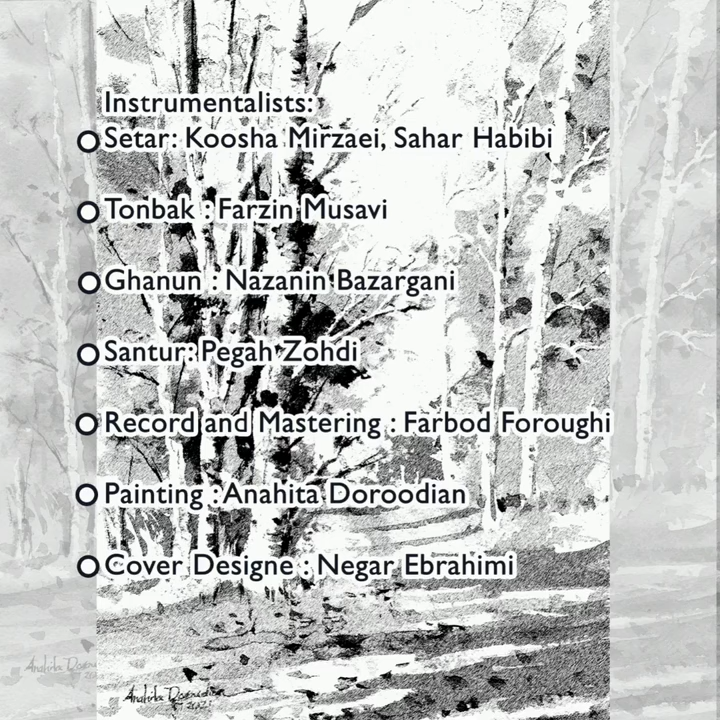 Instrumentalists:
Setar: Koosha Mirzaei, Sahar Habibi
Tonbak : Farzin Musavi
Ghanun : Nazanin Bazargani
Santur: Pegah Zohdi
Record and Mastering : Farbod Foroughi
Painting : Anahita Doroodian
Cover Designe : Negar Ebrahimi